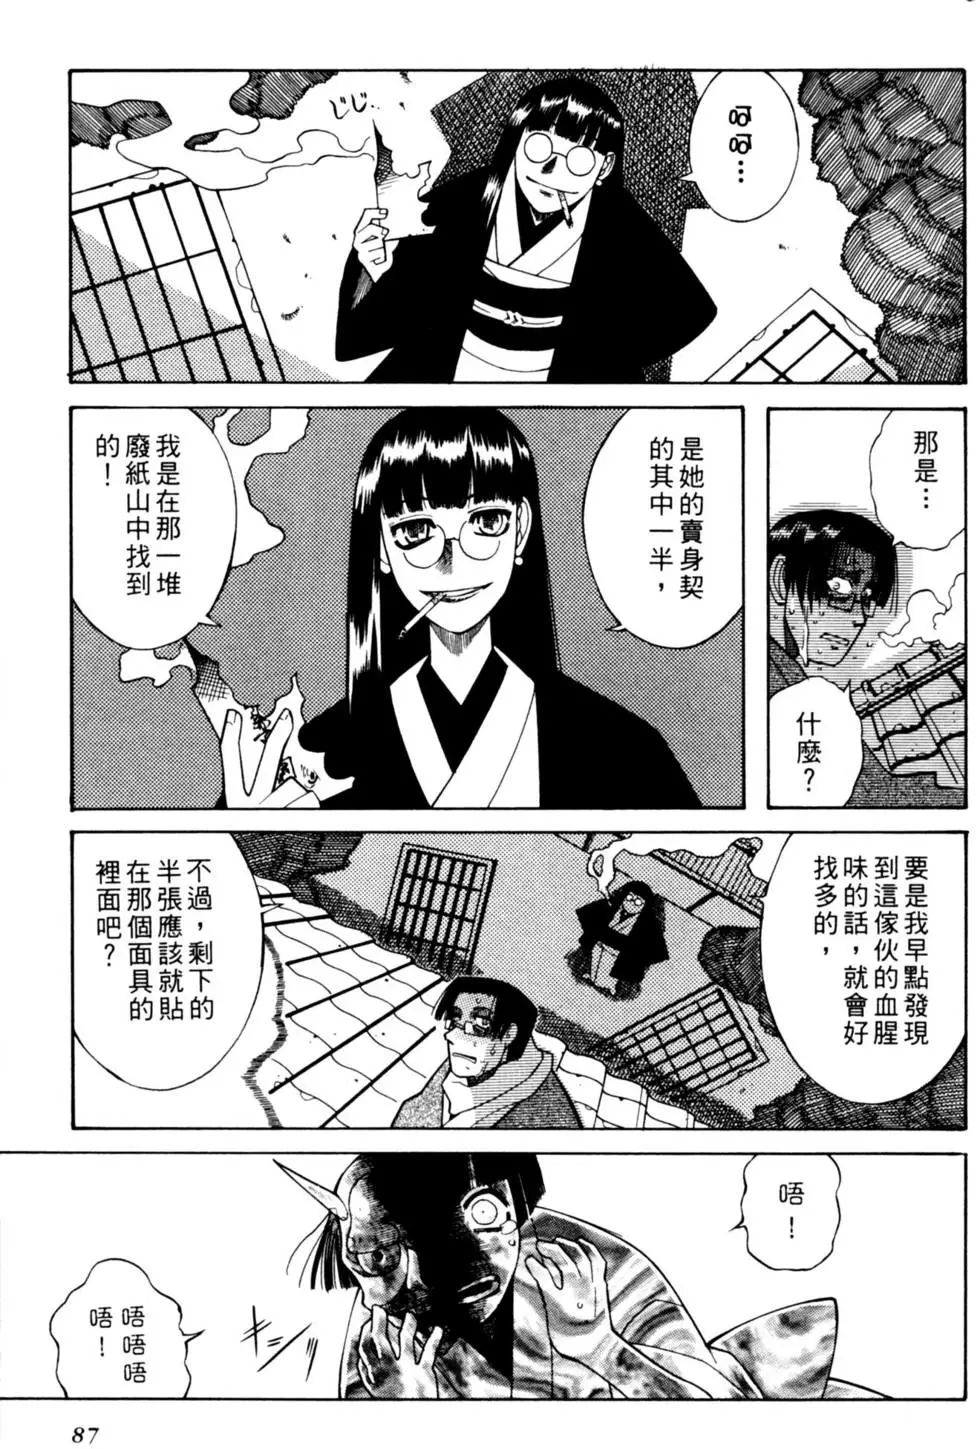 呵呵…
じじ…
那是…
什麼?
是她的賣身契
的其中一半,
我是在那一堆
廢紙山中找到
的!
要是我早點發現
到這傢伙的血腥
味的話,就會好
找多的,
不過,剩下的
半張應該就貼
在那個面具的
裡面吧?
唔!
唔唔唔
唔!
87